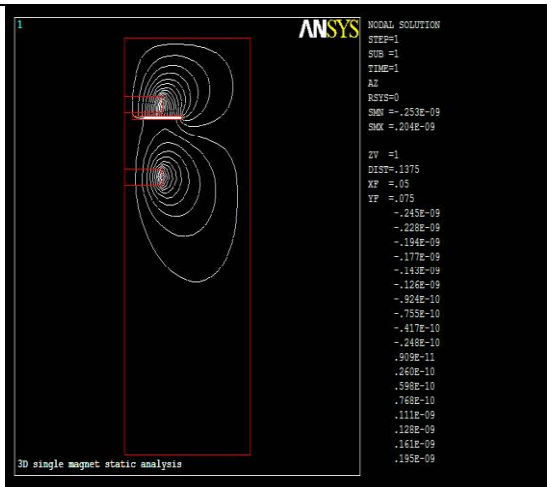 1
ANSYS
NODAL SOLUTION
STEP=1
SUB =1
TIME=1
AZ
RSYS=0
SMN =-.253E-09
SMX =.204E-09
ZV =1
DIST=.1375
XF =.05
YF =.075
-.245E-09
-.228E-09
-.194E-09
-.177E-09
-.143E-09
-.126E-09
-.924E-10
-.755E-10
-.417E-10
-.248E-10
.909E-11
.260E-10
.598E-10
.768E-10
.111E-09
.128E-09
.161E-09
.195E-09
3D single magnet static analysis